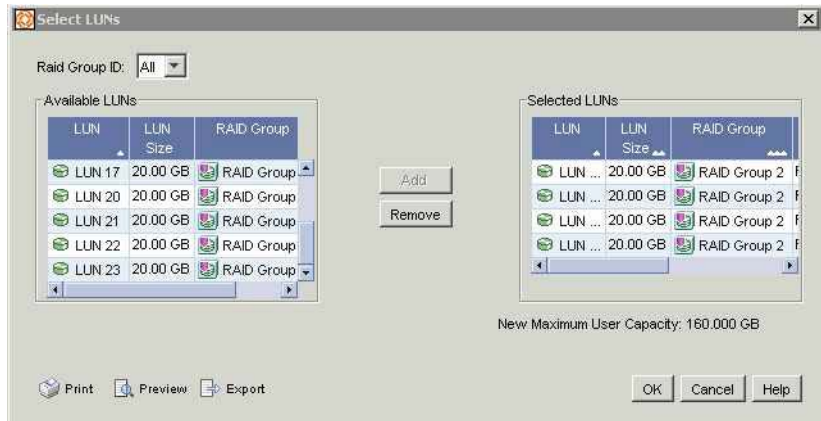 Select LUNs
Raid Group ID: All
Available LUNs
LUN LUN Size RAID Group
LUN 17 20.00 GB RAID Group
LUN 20 20.00 GB RAID Group
LUN 21 20.00 GB RAID Group
LUN 22 20.00 GB RAID Group
LUN 23 20.00 GB RAID Group
Add
Remove
Selected LUNs
LUN LUN Size RAID Group
LUN ... 20.00 GB RAID Group 2
LUN ... 20.00 GB RAID Group 2
LUN ... 20.00 GB RAID Group 2
LUN ... 20.00 GB RAID Group 2
New Maximum User Capacity: 160.000 GB
Print Preview Export
OK Cancel Help